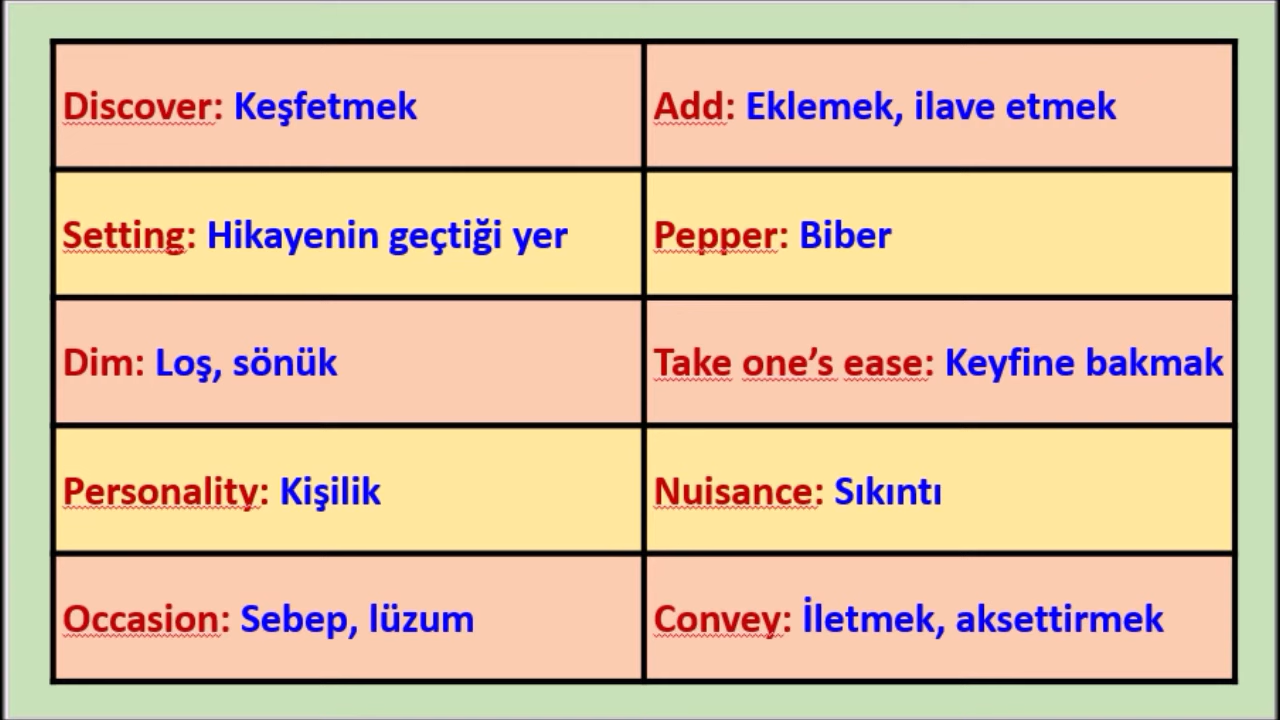 Discover: Keşfetmek
Add: Eklemek, ilave etmek
Setting: Hikayenin geçtiği yer
Pepper: Biber
Dim: Loş, sönük
Take one’s ease: Keyfine bakmak
Personality: Kişilik
Nuisance: Sıkıntı
Occasion: Sebep, lüzum
Convey: İletmek, aksettirmek